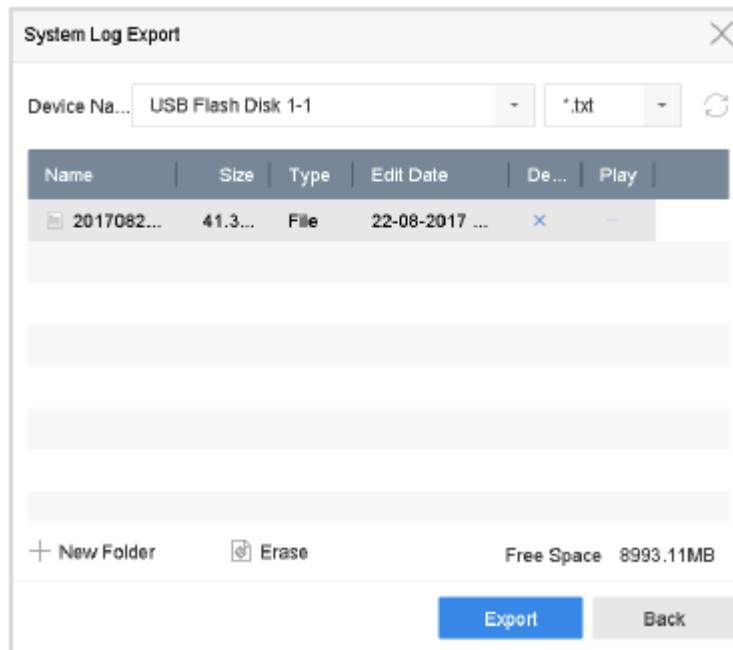 System Log Export
Device Na... USB Flash Disk 1-1 *.txt
Name Size Type Edit Date De... Play
2017082... 41.3... File 22-08-2017 ...
New Folder Erase Free Space 8993.11MB
Export Back